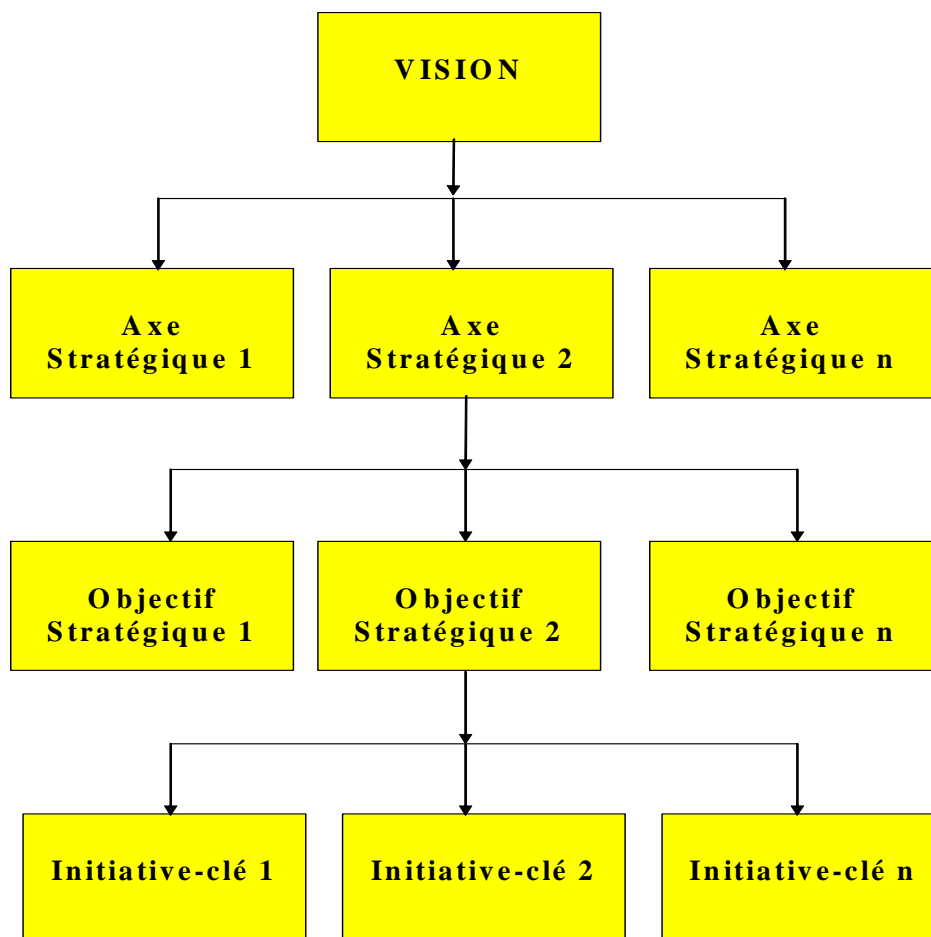 VISION
Axe
Stratégique 1
Axe
Stratégique 2
Axe
Stratégique n
Objectif
Stratégique 1
Objectif
Stratégique 2
Objectif
Stratégique n
Initiative-clé 1
Initiative-clé 2
Initiative-clé n